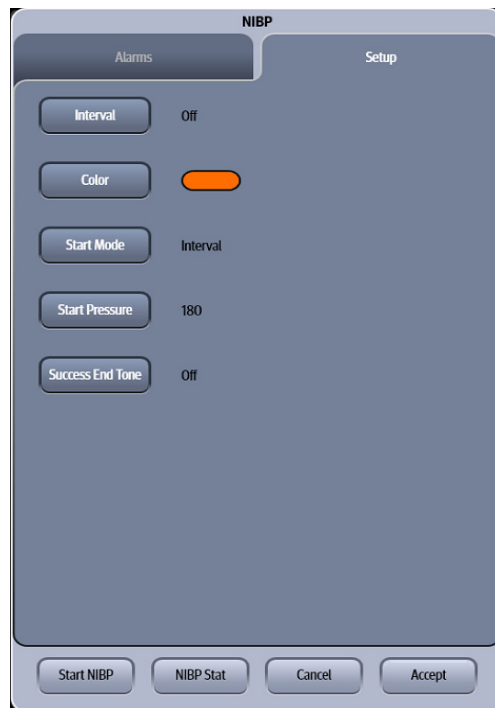 NIBP
Alarms Setup
Interval Off
Color
Start Mode Interval
Start Pressure 180
Success End Tone Off
Start NIBP NIBP Stat Cancel Accept